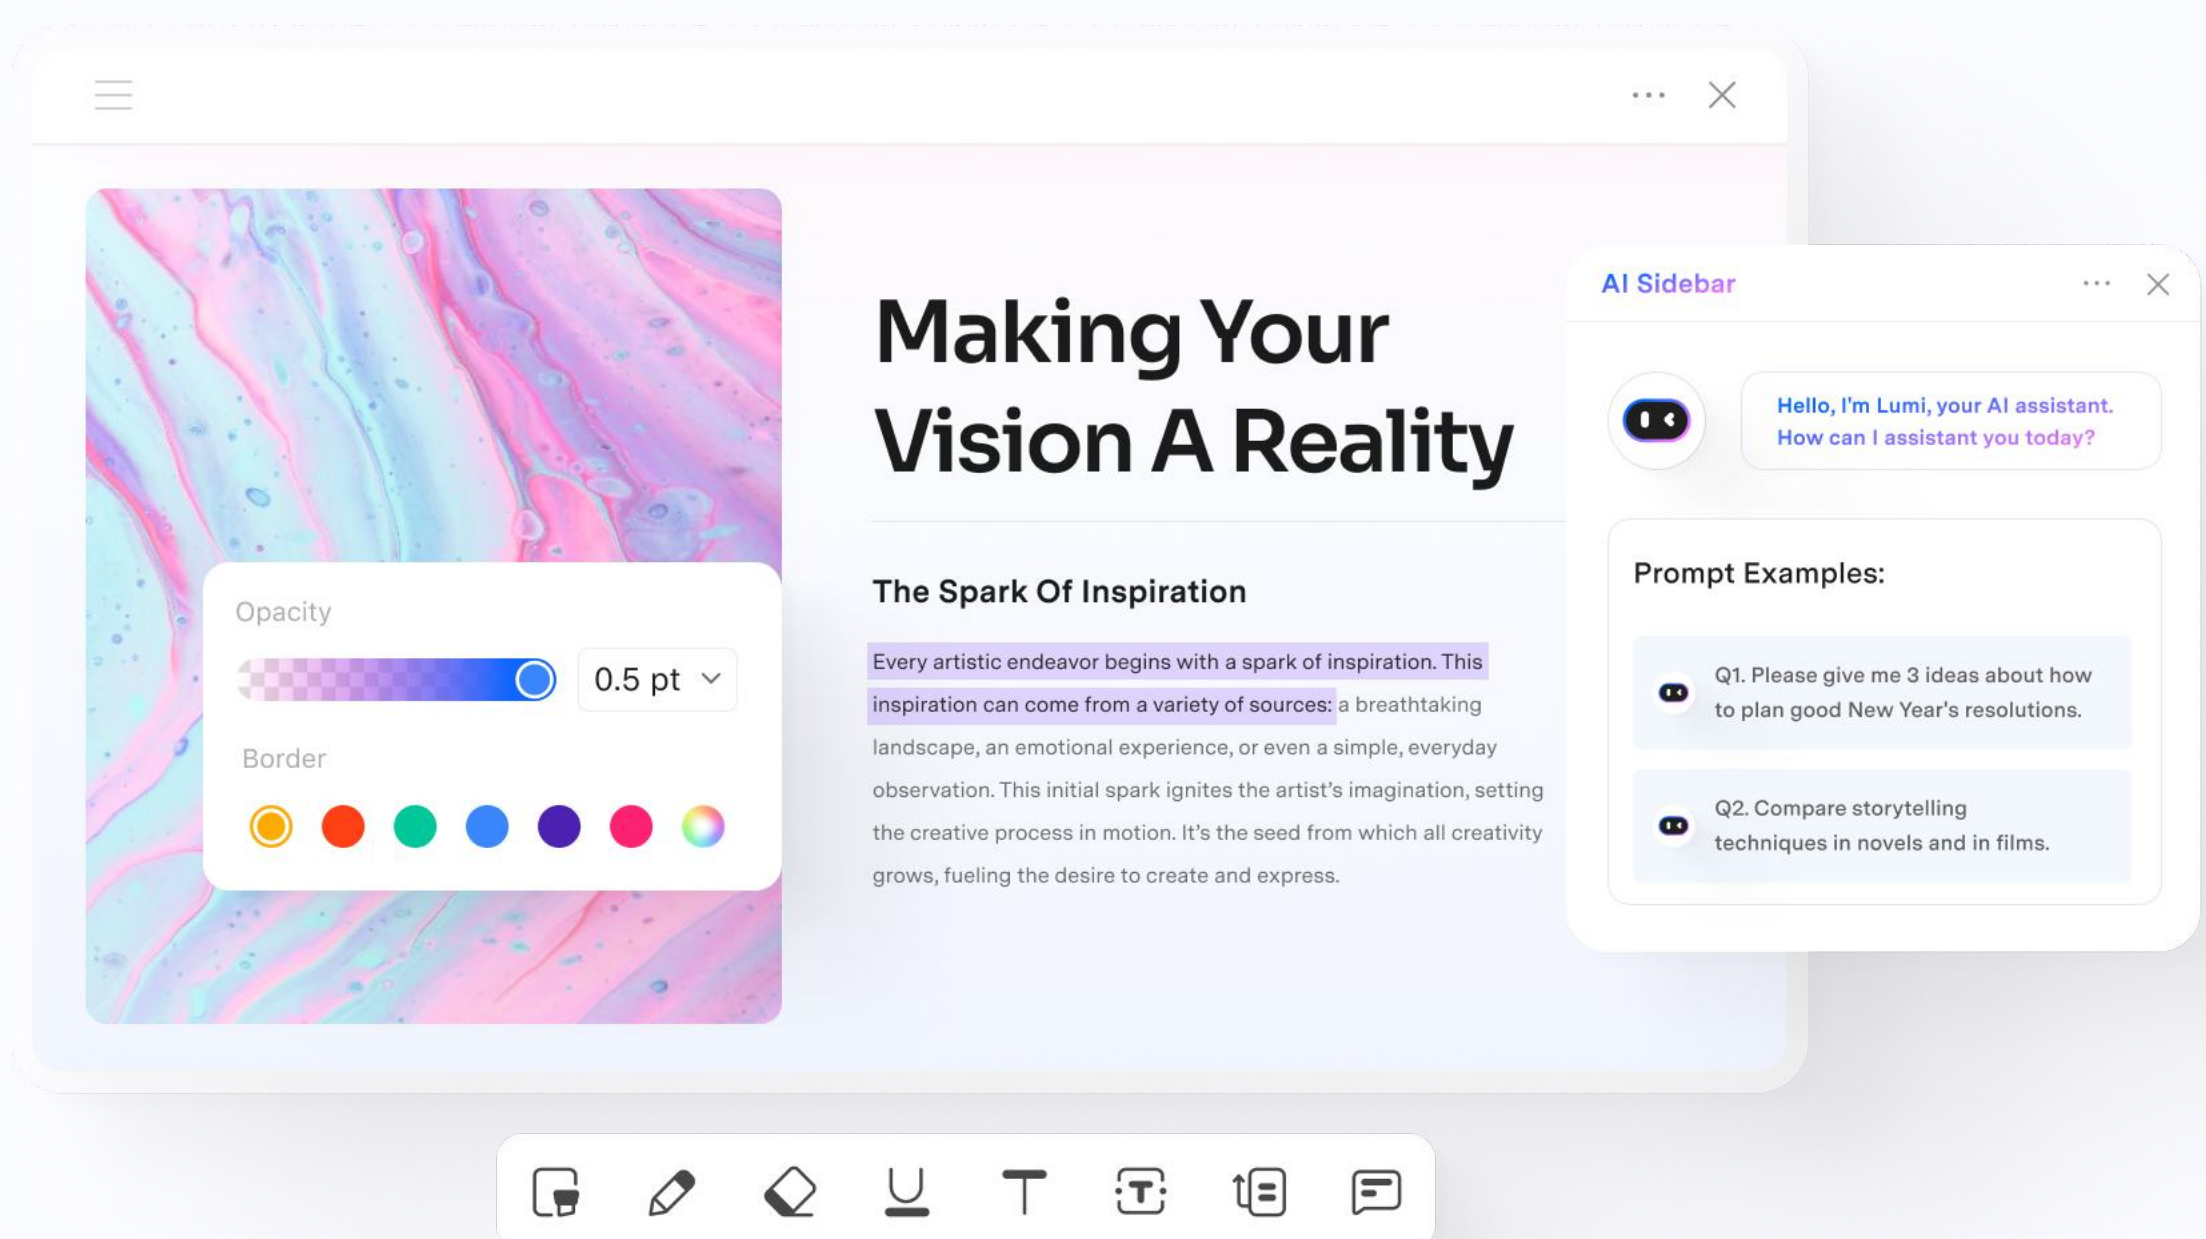 Making Your
Vision A Reality
The Spark Of Inspiration
Every artistic endeavor begins with a spark of inspiration. This
inspiration can come from a variety of sources: a breathtaking
landscape, an emotional experience, or even a simple, everyday
observation. This initial spark ignites the artist’s imagination, setting
the creative process in motion. It’s the seed from which all creativity
grows, fueling the desire to create and express.
Opacity
0.5 pt
Border
AI Sidebar
Hello, I'm Lumi, your AI assistant.
How can I assistant you today?
Prompt Examples:
Q1. Please give me 3 ideas about how
to plan good New Year's resolutions.
Q2. Compare storytelling
techniques in novels and in films.